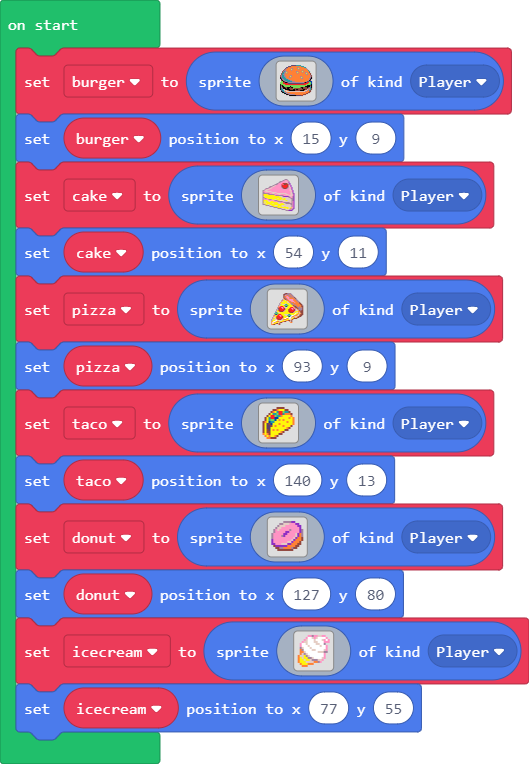 on start
set burger to sprite of kind Player
set burger position to x 15 y 9
set cake to sprite of kind Player
set cake position to x 54 y 11
set pizza to sprite of kind Player
set pizza position to x 93 y 9
set taco to sprite of kind Player
set taco position to x 140 y 13
set donut to sprite of kind Player
set donut position to x 127 y 80
set icecream to sprite of kind Player
set icecream position to x 77 y 55